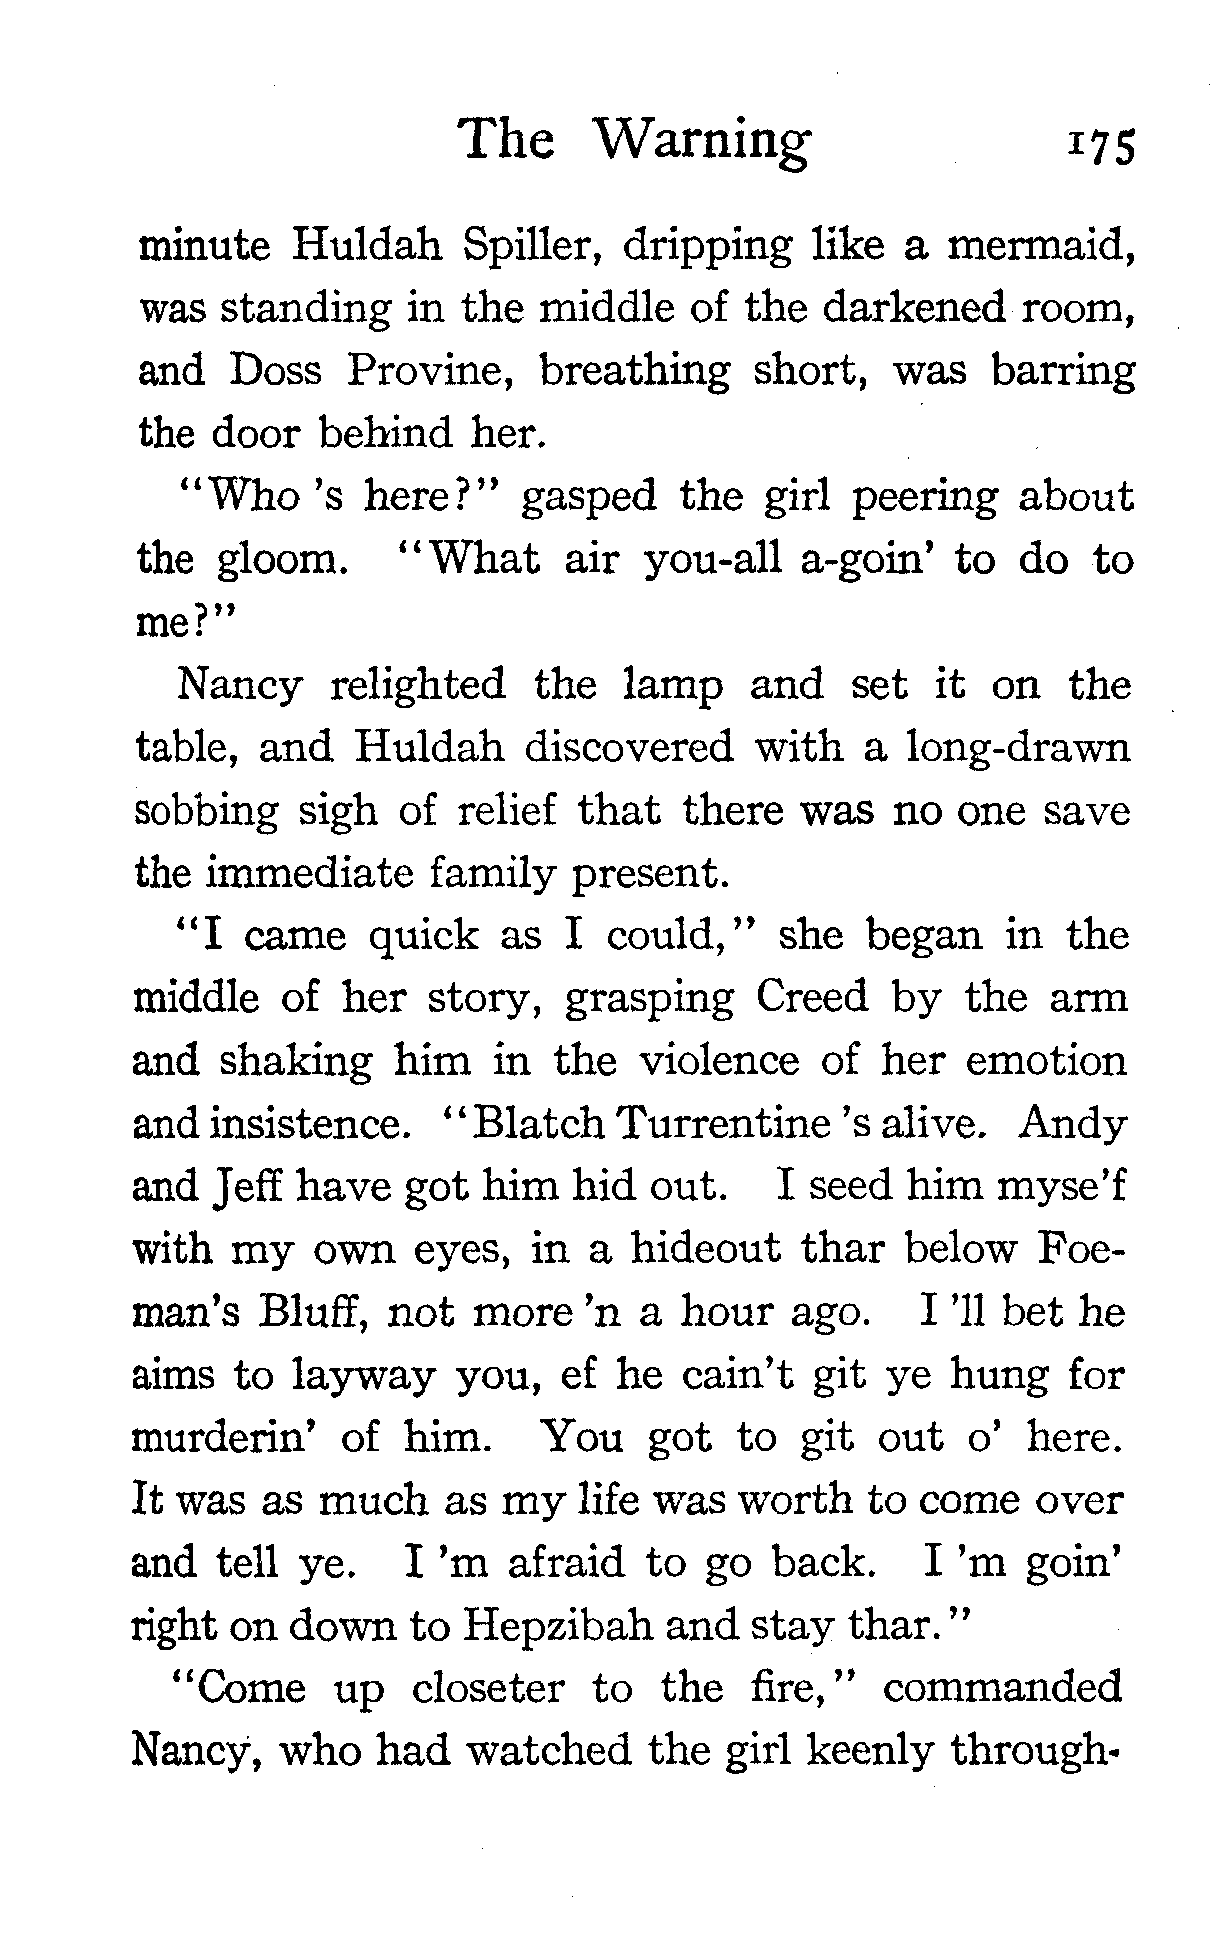 The Warning 175
minute Huldah Spiller, dripping like a mermaid,
was standing in the middle of the darkened room,
and Doss Provine, breathing short, was barring
the door behind her.
"Who 's here?" gasped the girl peering about
the gloom. "What air you-all a-goin' to do to
me?"
Nancy relighted the lamp and set it on the
table, and Huldah discovered with a long-drawn
sobbing sigh of relief that there was no one save
the immediate family present.
"I came quick as I could," she began in the
middle of her story, grasping Creed by the arm
and shaking him in the violence of her emotion
and insistence. "Blatch Turrentine 's alive. Andy
and Jeff have got him hid out. I seed him myse'f
with my own eyes, in a hideout thar below Foe-
man's Bluff, not more 'n a hour ago. I 'll bet he
aims to layway you, ef he cain't git ye hung for
murderin' of him. You got to git out o' here.
It was as much as my life was worth to come over
and tell ye. I 'm afraid to go back. I 'm goin'
right on down to Hepzibah and stay thar."
"Come up closeter to the fire," commanded
Nancy, who had watched the girl keenly through-